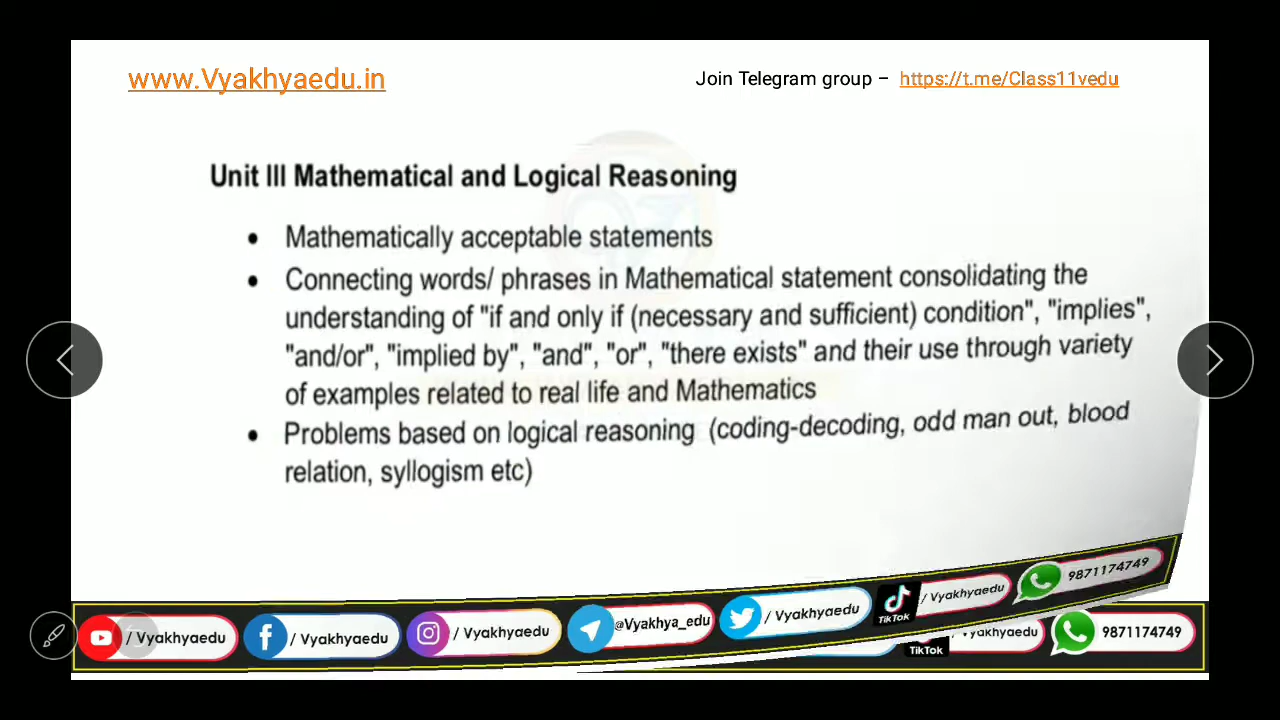 www.Vyakhyaedu.in
Join Telegram group – https://t.me/Class11vedu
Unit III Mathematical and Logical Reasoning
• Mathematically acceptable statements
• Connecting words/ phrases in Mathematical statement consolidating the
understanding of "if and only if (necessary and sufficient) condition", "implies",
"and/or", "implied by", "and", "or", "there exists" and their use through variety
of examples related to real life and Mathematics
• Problems based on logical reasoning (coding-decoding, odd man out, blood
relation, syllogism etc)
/ Vyakhyaedu / Vyakhyaedu / Vyakhyaedu @Vyakhya_edu / Vyakhyaedu TikTok / Vyakhyaedu 9871174749
TikTok Vyakhyaedu 9871174749